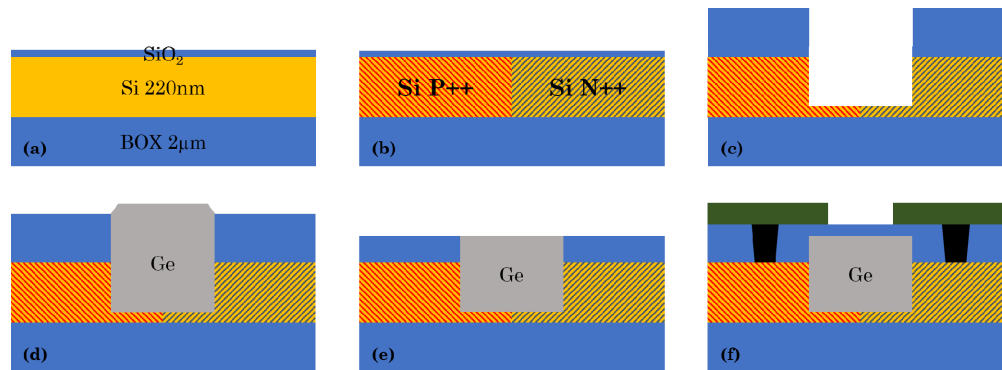 SiO₂
Si 220nm
BOX 2μm
(a)
Si P++
Si N++
(b)
(c)
Ge
(d)
Ge
(e)
Ge
(f)